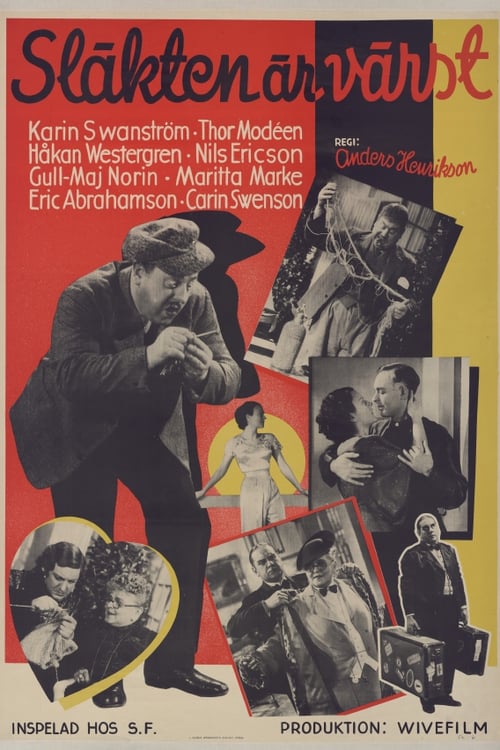 Släkten är värst
Karin Swanström · Thor Modéen
Håkan Westergren · Nils Ericson
Gull-Maj Norin · Maritta Marke
Eric Abrahamson · Carin Swenson
REGI:
Anders Henrikson
INSPELAD HOS S.F.
PRODUKTION: WIVEFILM